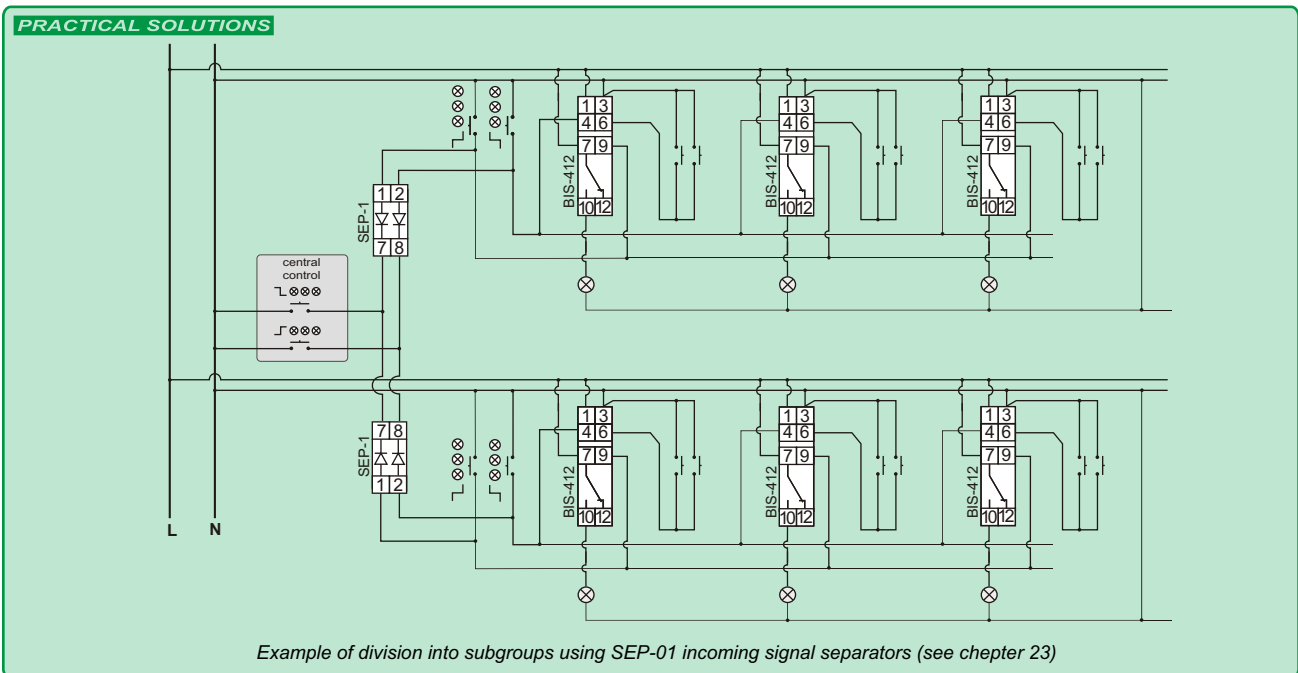 PRACTICAL SOLUTIONS
1 3 1 3 1 3
4 6 4 6 4 6
7 9 7 9 7 9
BIS-412 BIS-412 BIS-412
10 12 10 12 10 12
1 2
SEP-1
7 8
central
control
1 3 1 3 1 3
4 6 4 6 4 6
7 9 7 9 7 9
BIS-412 BIS-412 BIS-412
10 12 10 12 10 12
7 8
SEP-1
1 2
L N
Example of division into subgroups using SEP-01 incoming signal separators (see chepter 23)